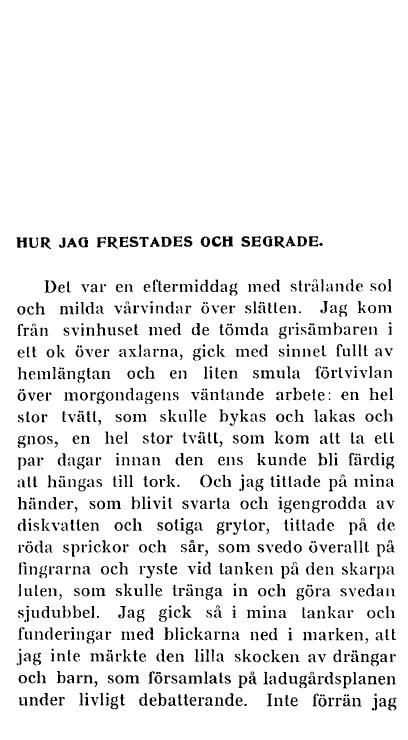 HUR JAG FRESTADES OCH SEGRADE.
Det var en eftermiddag med strålande sol
och milda vårvindar över slätten. Jag kom
från svinhuset med de tömda grisämbaren i
ett ok över axlarna, gick med sinnet fullt av
hemlängtan och en liten smula förtvivlan
över morgondagens väntande arbete: en hel
stor tvätt, som skulle bykas och lakas och
gnos, en hel stor tvätt, som kom att ta ett
par dagar innan den ens kunde bli färdig
att hängas till tork. Och jag tittade på mina
händer, som blivit svarta och igengrodda av
diskvatten och sotiga grytor, tittade på de
röda sprickor och sår, som svedo överallt på
fingrarna och ryste vid tanken på den skarpa
luten, som skulle tränga in och göra svedan
sjudubbel. Jag gick så i mina tankar och
funderingar med blickarna ned i marken, att
jag inte märkte den lilla skocken av drängar
och barn, som församlats på ladugårdsplanen
under livligt debatterande. Inte förrän jag